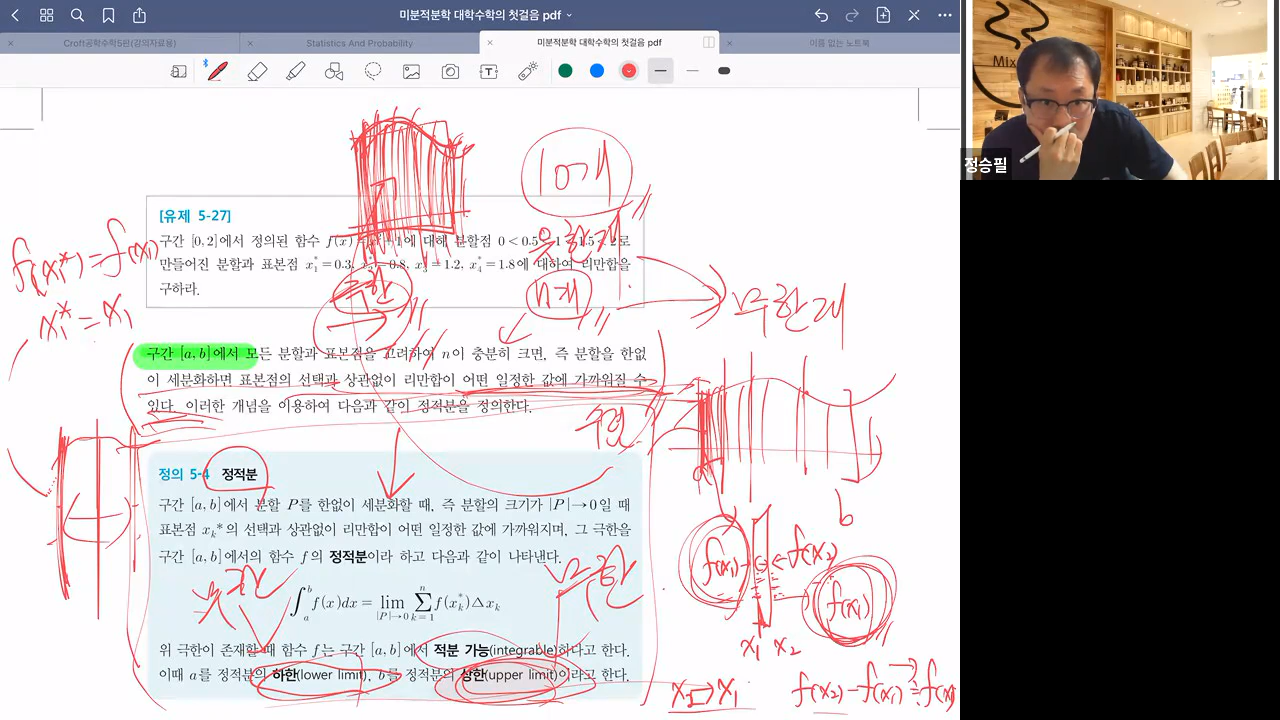 미분적분학 대학수학의 첫걸음 pdf
Croft공학수학5판(강의자료용)
Statistics And Probability
미분적분학 대학수학의 첫걸음 pdf
이름 없는 노트북
Mix
정승필
10개
[유제 5-27]
구간 [0, 2]에서 정의된 함수 f(x) +1에 대해 분할점 0<0.5<1<1.5<2로
만들어진 분할과 표본점 x₁*=0.3, x₂*=0.8, x₃*=1.2, x₄*=1.8에 대하여 리만합을
구하라.
유한개
f(x₁*)=f(x₁)
x₁*=x₁
극한
n개
무한개
구간 [a, b]에서 모든 분할과 표본점을 고려하여 n이 충분히 크면, 즉 분할을 한없
이 세분화하면 표본점의 선택과 상관없이 리만합이 어떤 일정한 값에 가까워질 수
있다. 이러한 개념을 이용하여 다음과 같이 정적분을 정의한다.
수렴
a
b
정의 5-4 정적분
구간 [a, b]에서 분할 P를 한없이 세분화할 때, 즉 분할의 크기가 |P|→0일 때
표본점 xₖ*의 선택과 상관없이 리만합이 어떤 일정한 값에 가까워지며, 그 극한을
구간 [a, b]에서의 함수 f의 정적분이라 하고 다음과 같이 나타낸다.
무한
∫ₐᵇ f(x)dx = lim |P|→0 ∑ₖ₌₁ⁿ f(xₖ*)Δxₖ
위 극한이 존재할 때 함수 f는 구간 [a, b]에서 적분 가능(integrable)하다고 한다.
이때 a를 정적분의 하한(lower limit), b를 정적분의 상한(upper limit)이라고 한다.
f(x₁)
f(x₂)
f(x₁)
x₁ x₂
x₂→x₁
f(x₂)-f(x₁)